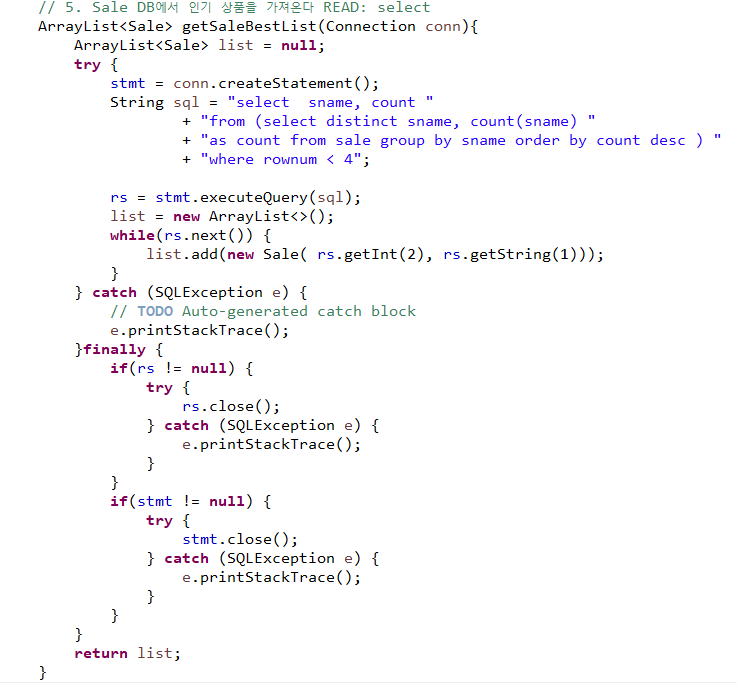 // 5. Sale DB에서 인기 상품을 가져온다 READ: select
ArrayList<Sale> getSaleBestList(Connection conn){
    ArrayList<Sale> list = null;
    try {
        stmt = conn.createStatement();
        String sql = "select  sname, count "
                + "from (select distinct sname, count(sname) "
                + "as count from sale group by sname order by count desc ) "
                + "where rownum < 4";

        rs = stmt.executeQuery(sql);
        list = new ArrayList<>();
        while(rs.next()) {
            list.add(new Sale( rs.getInt(2), rs.getString(1)));
        }
    } catch (SQLException e) {
        // TODO Auto-generated catch block
        e.printStackTrace();
    }finally {
        if(rs != null) {
            try {
                rs.close();
            } catch (SQLException e) {
                e.printStackTrace();
            }
        }
        if(stmt != null) {
            try {
                stmt.close();
            } catch (SQLException e) {
                e.printStackTrace();
            }
        }
    }
    return list;
}